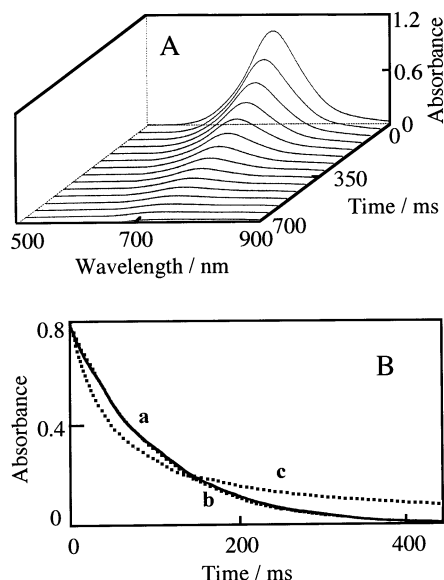 A
1.2
0.6
0
Absorbance
0
350
700
Time / ms
500
700
900
Wavelength / nm
B
0.8
0.4
0
Absorbance
a
b
c
0
200
400
Time / ms